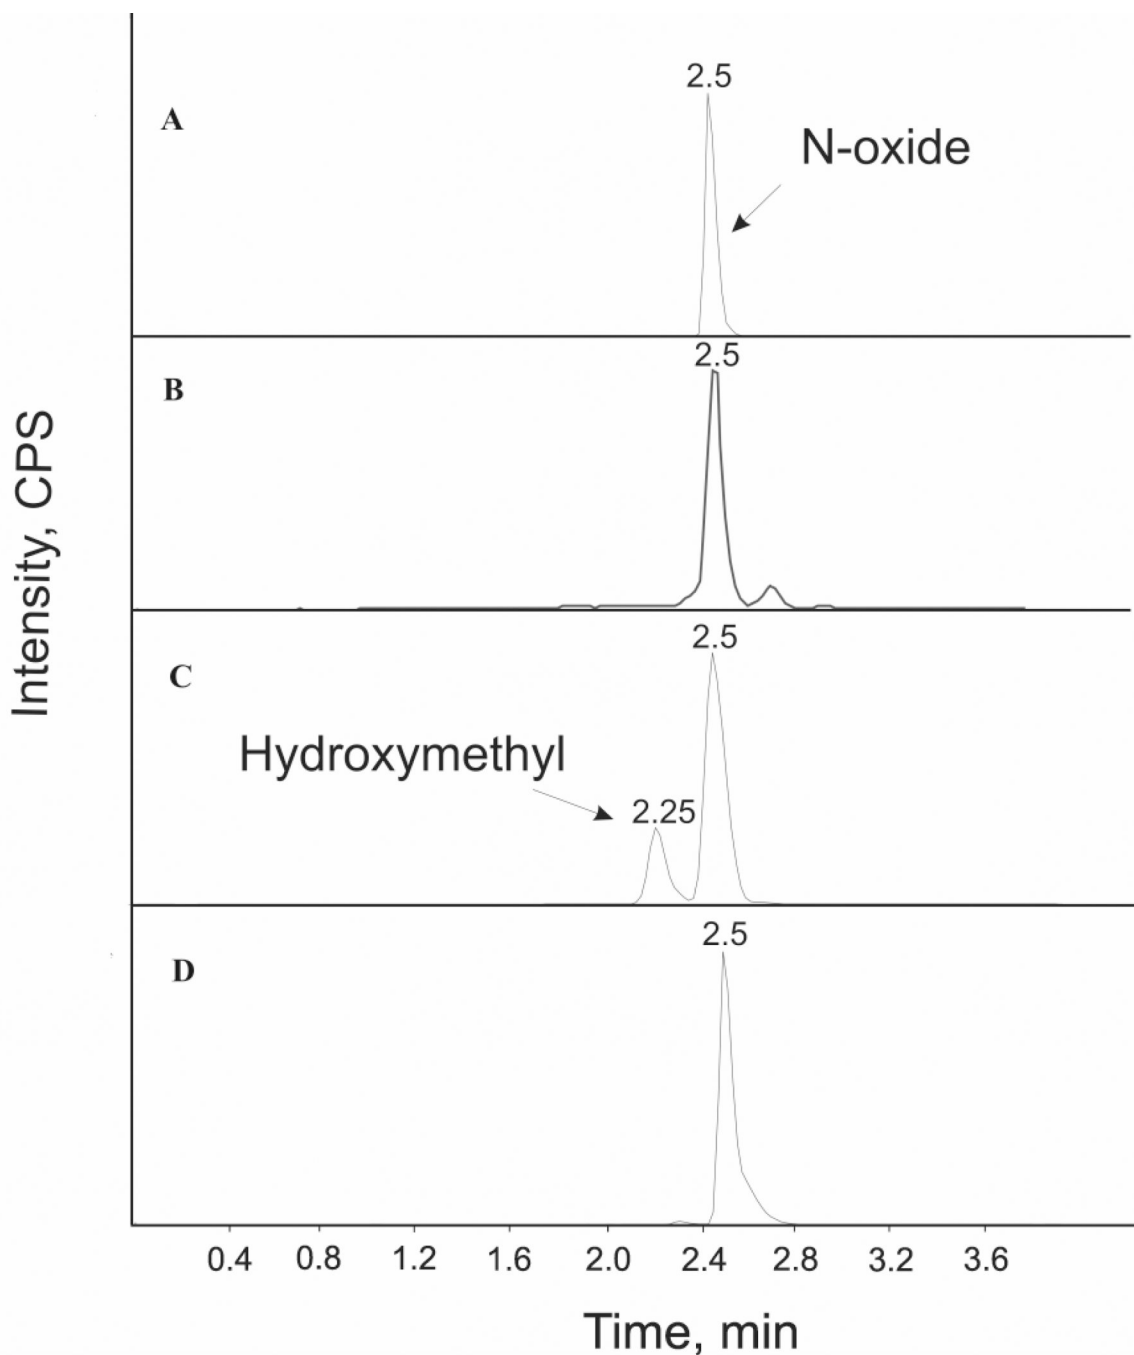 2.5
A
N-oxide
2.5
B
2.5
C
Hydroxymethyl
2.25
2.5
D
Intensity, CPS
0.4 0.8 1.2 1.6 2.0 2.4 2.8 3.2 3.6
Time, min